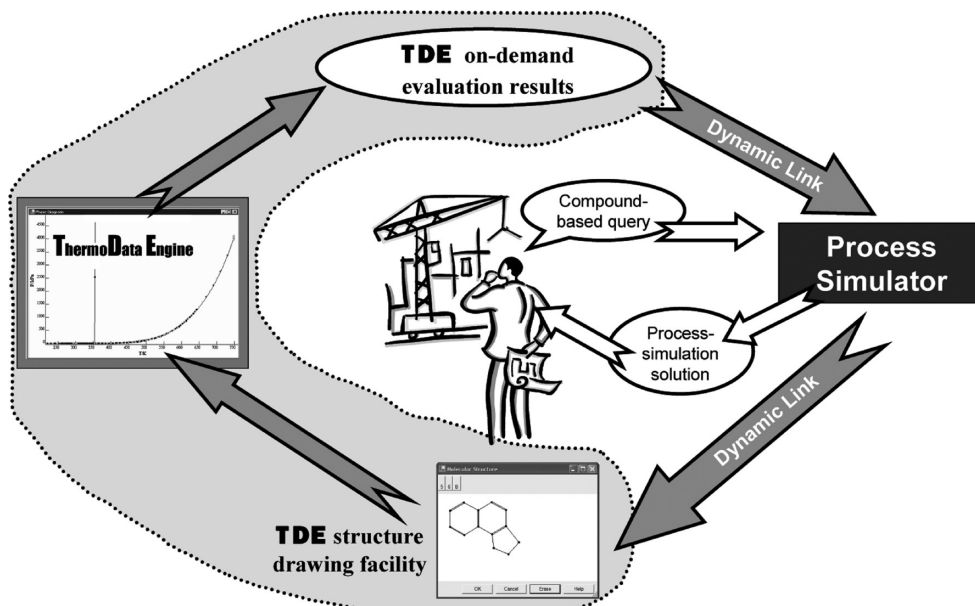 TDE on-demand
evaluation results
Dynamic Link
Compound-
based query
Process
Simulator
Process-
simulation
solution
Dynamic Link
ThermoData Engine
T/K
Molecular Structure
OK Cancel Erase Help
TDE structure
drawing facility